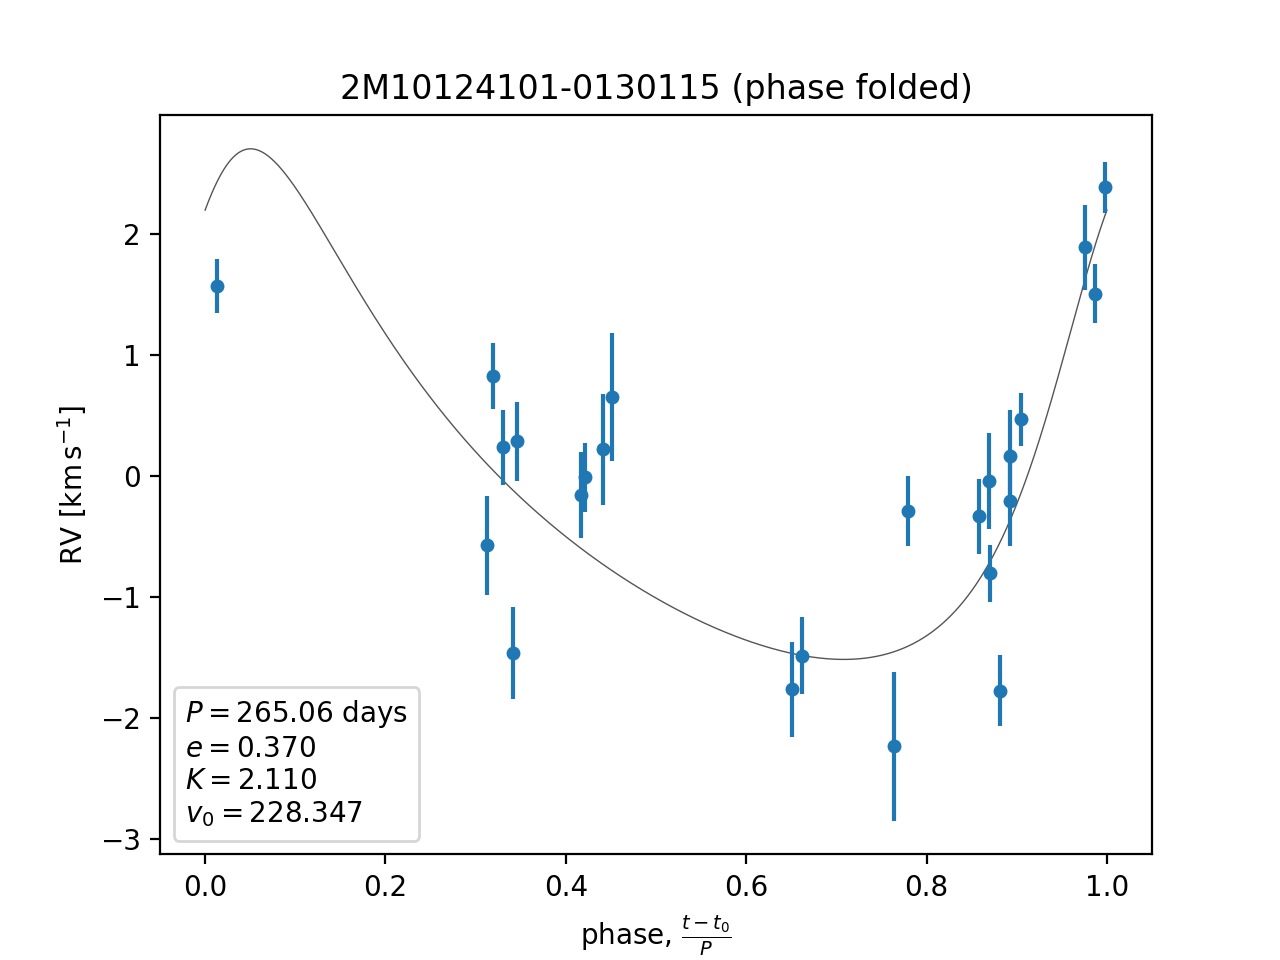 2M10124101-0130115 (phase folded)
RV [km s⁻¹]
2
1
0
−1
−2
−3
P = 265.06 days
e = 0.370
K = 2.110
v₀ = 228.347
0.0 0.2 0.4 0.6 0.8 1.0
phase, (t − t₀)/P